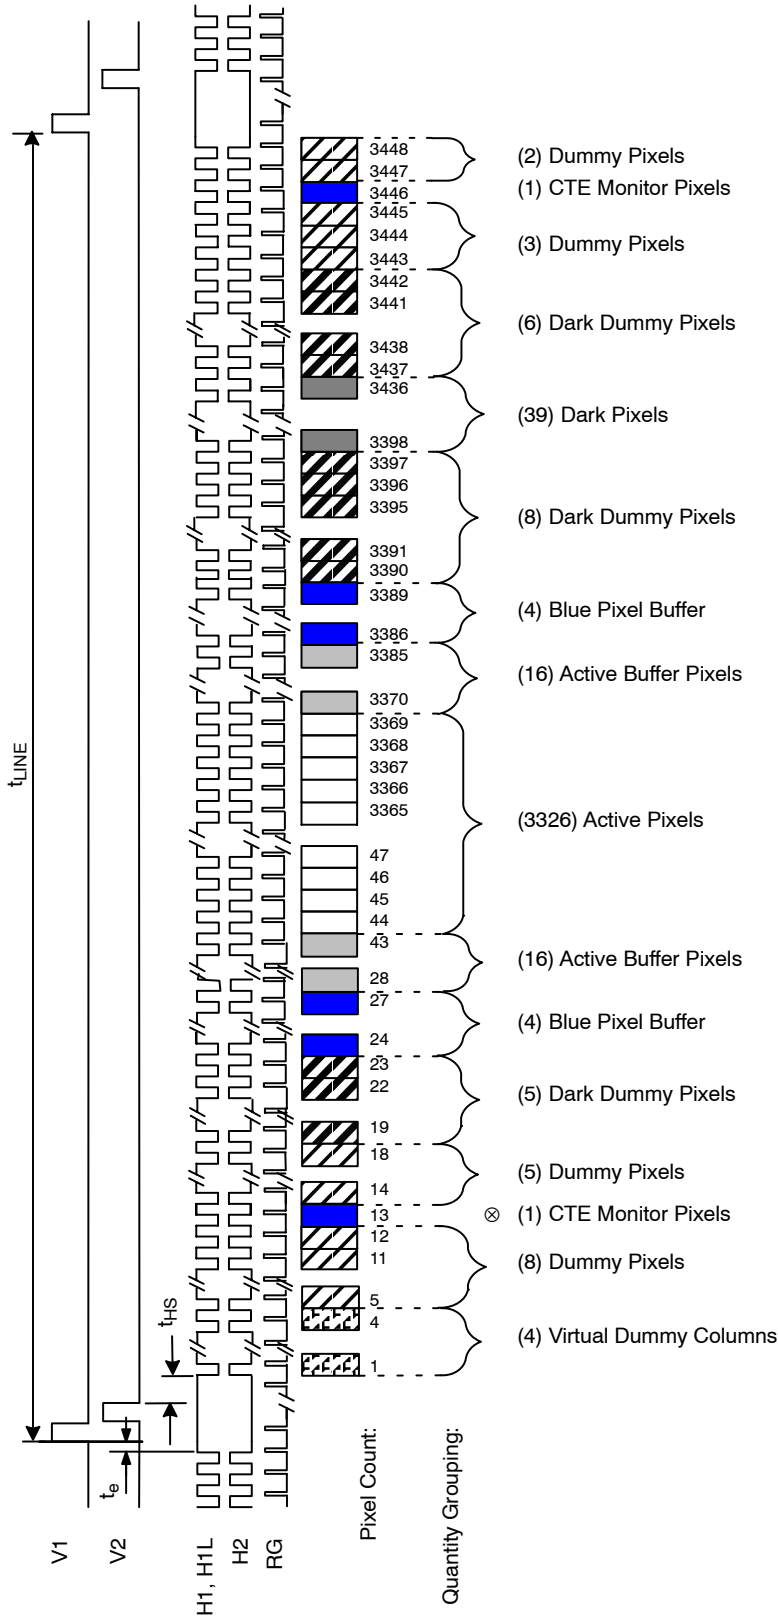 3448
(2) Dummy Pixels
3447
3446
(1) CTE Monitor Pixels
3445
3444
(3) Dummy Pixels
3443
3442
3441
(6) Dark Dummy Pixels
3438
3437
3436
(39) Dark Pixels
3398
3397
3396
3395
(8) Dark Dummy Pixels
3391
3390
3389
(4) Blue Pixel Buffer
3386
3385
(16) Active Buffer Pixels
3370
3369
3368
3367
3366
3365
tLINE
(3326) Active Pixels
47
46
45
44
43
(16) Active Buffer Pixels
28
27
(4) Blue Pixel Buffer
24
23
22
(5) Dark Dummy Pixels
19
18
(5) Dummy Pixels
14
13
⊗ (1) CTE Monitor Pixels
12
11
(8) Dummy Pixels
5
4
(4) Virtual Dummy Columns
1
tHS
te
V1
V2
H1, H1L
H2
RG
Pixel Count:
Quantity Grouping: